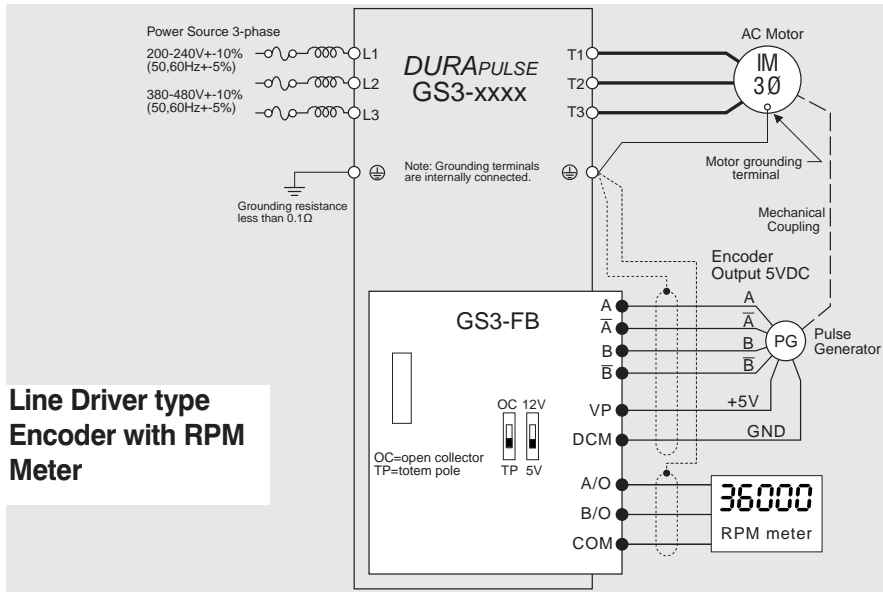 Power Source 3-phase
200-240V+-10%
(50,60Hz+-5%)
380-480V+-10%
(50,60Hz+-5%)
L1
L2
L3
DURAPULSE
GS3-xxxx
T1
T2
T3
AC Motor
IM
3Ø
Note: Grounding terminals
are internally connected.
Grounding resistance
less than 0.1Ω
Motor grounding
terminal
Mechanical
Coupling
Encoder
Output 5VDC
GS3-FB
A
A̅
B
B̅
VP
DCM
A/O
B/O
COM
A
A̅
B
B̅
+5V
GND
PG
Pulse
Generator
OC 12V
TP 5V
OC=open collector
TP=totem pole
36000
RPM meter
Line Driver type
Encoder with RPM
Meter